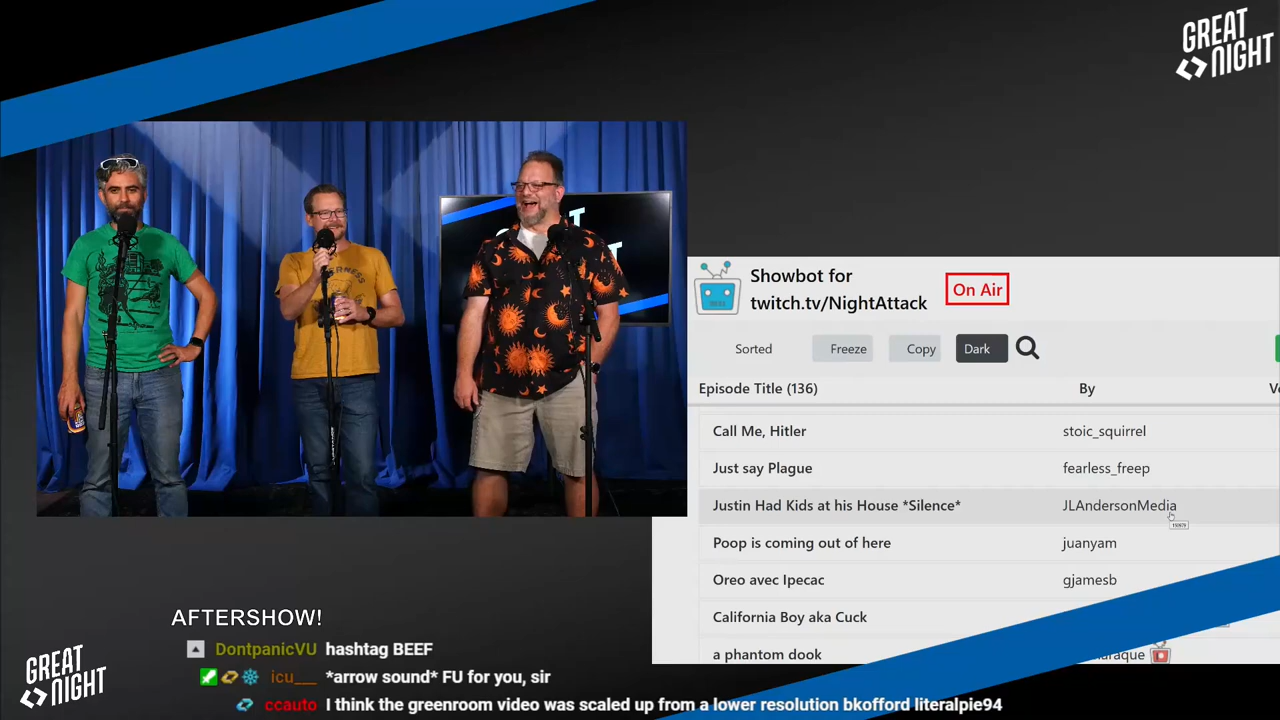 GREAT
NIGHT
Showbot for
twitch.tv/NightAttack
On Air
Sorted
Freeze
Copy
Dark
Episode Title (136)
By
Call Me, Hitler
stoic_squirrel
Just say Plague
fearless_freep
Justin Had Kids at his House *Silence*
JLAndersonMedia
Poop is coming out of here
juanyam
Oreo avec Ipecac
gjamesb
California Boy aka Cuck
a phantom dook
AFTERSHOW!
DontpanicVU hashtag BEEF
icu___ *arrow sound* FU for you, sir
ccauto I think the greenroom video was scaled up from a lower resolution bkofford literalpie94
GREAT
NIGHT